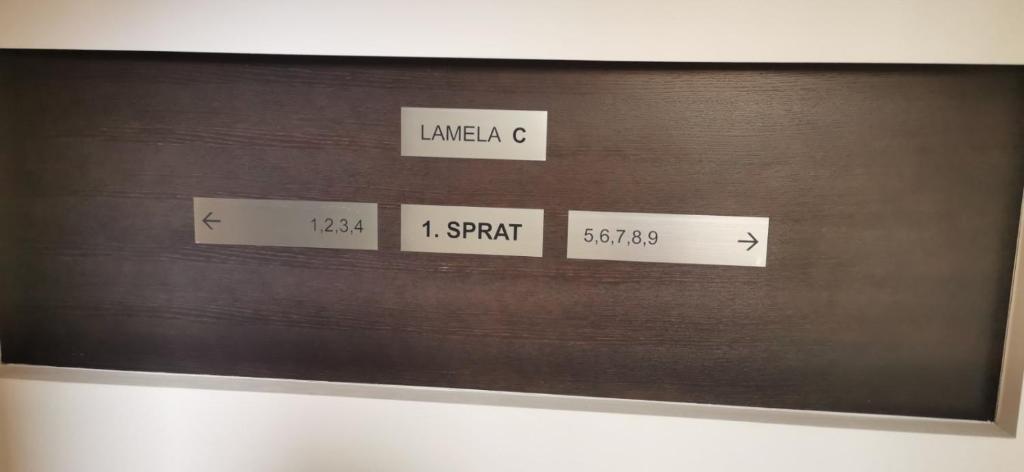 LAMELA C
← 1,2,3,4
1. SPRAT
5,6,7,8,9 →